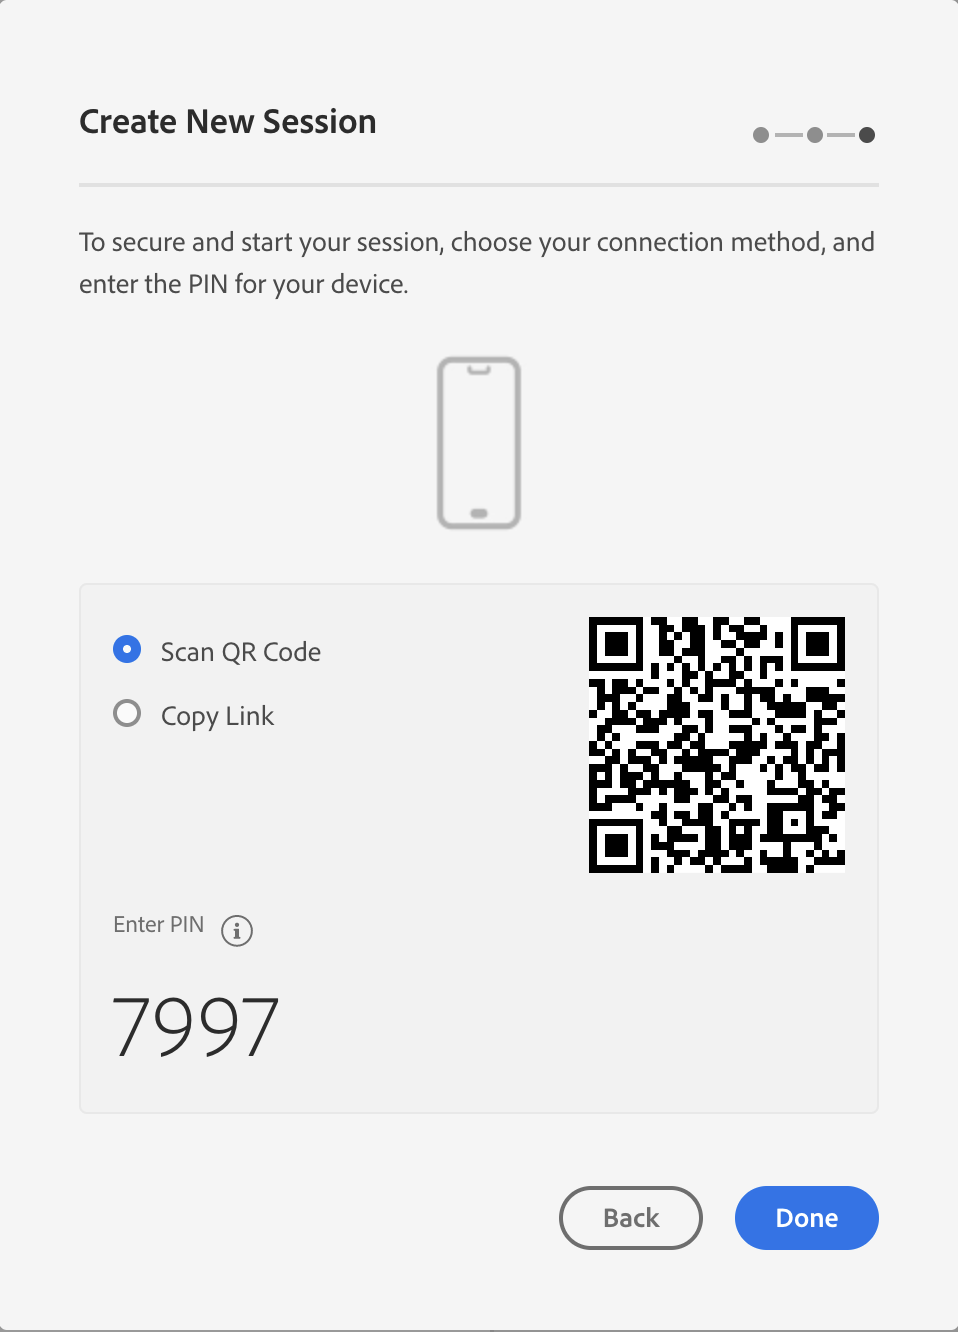 Create New Session
To secure and start your session, choose your connection method, and
enter the PIN for your device.
Scan QR Code
Copy Link
Enter PIN
7997
Back
Done